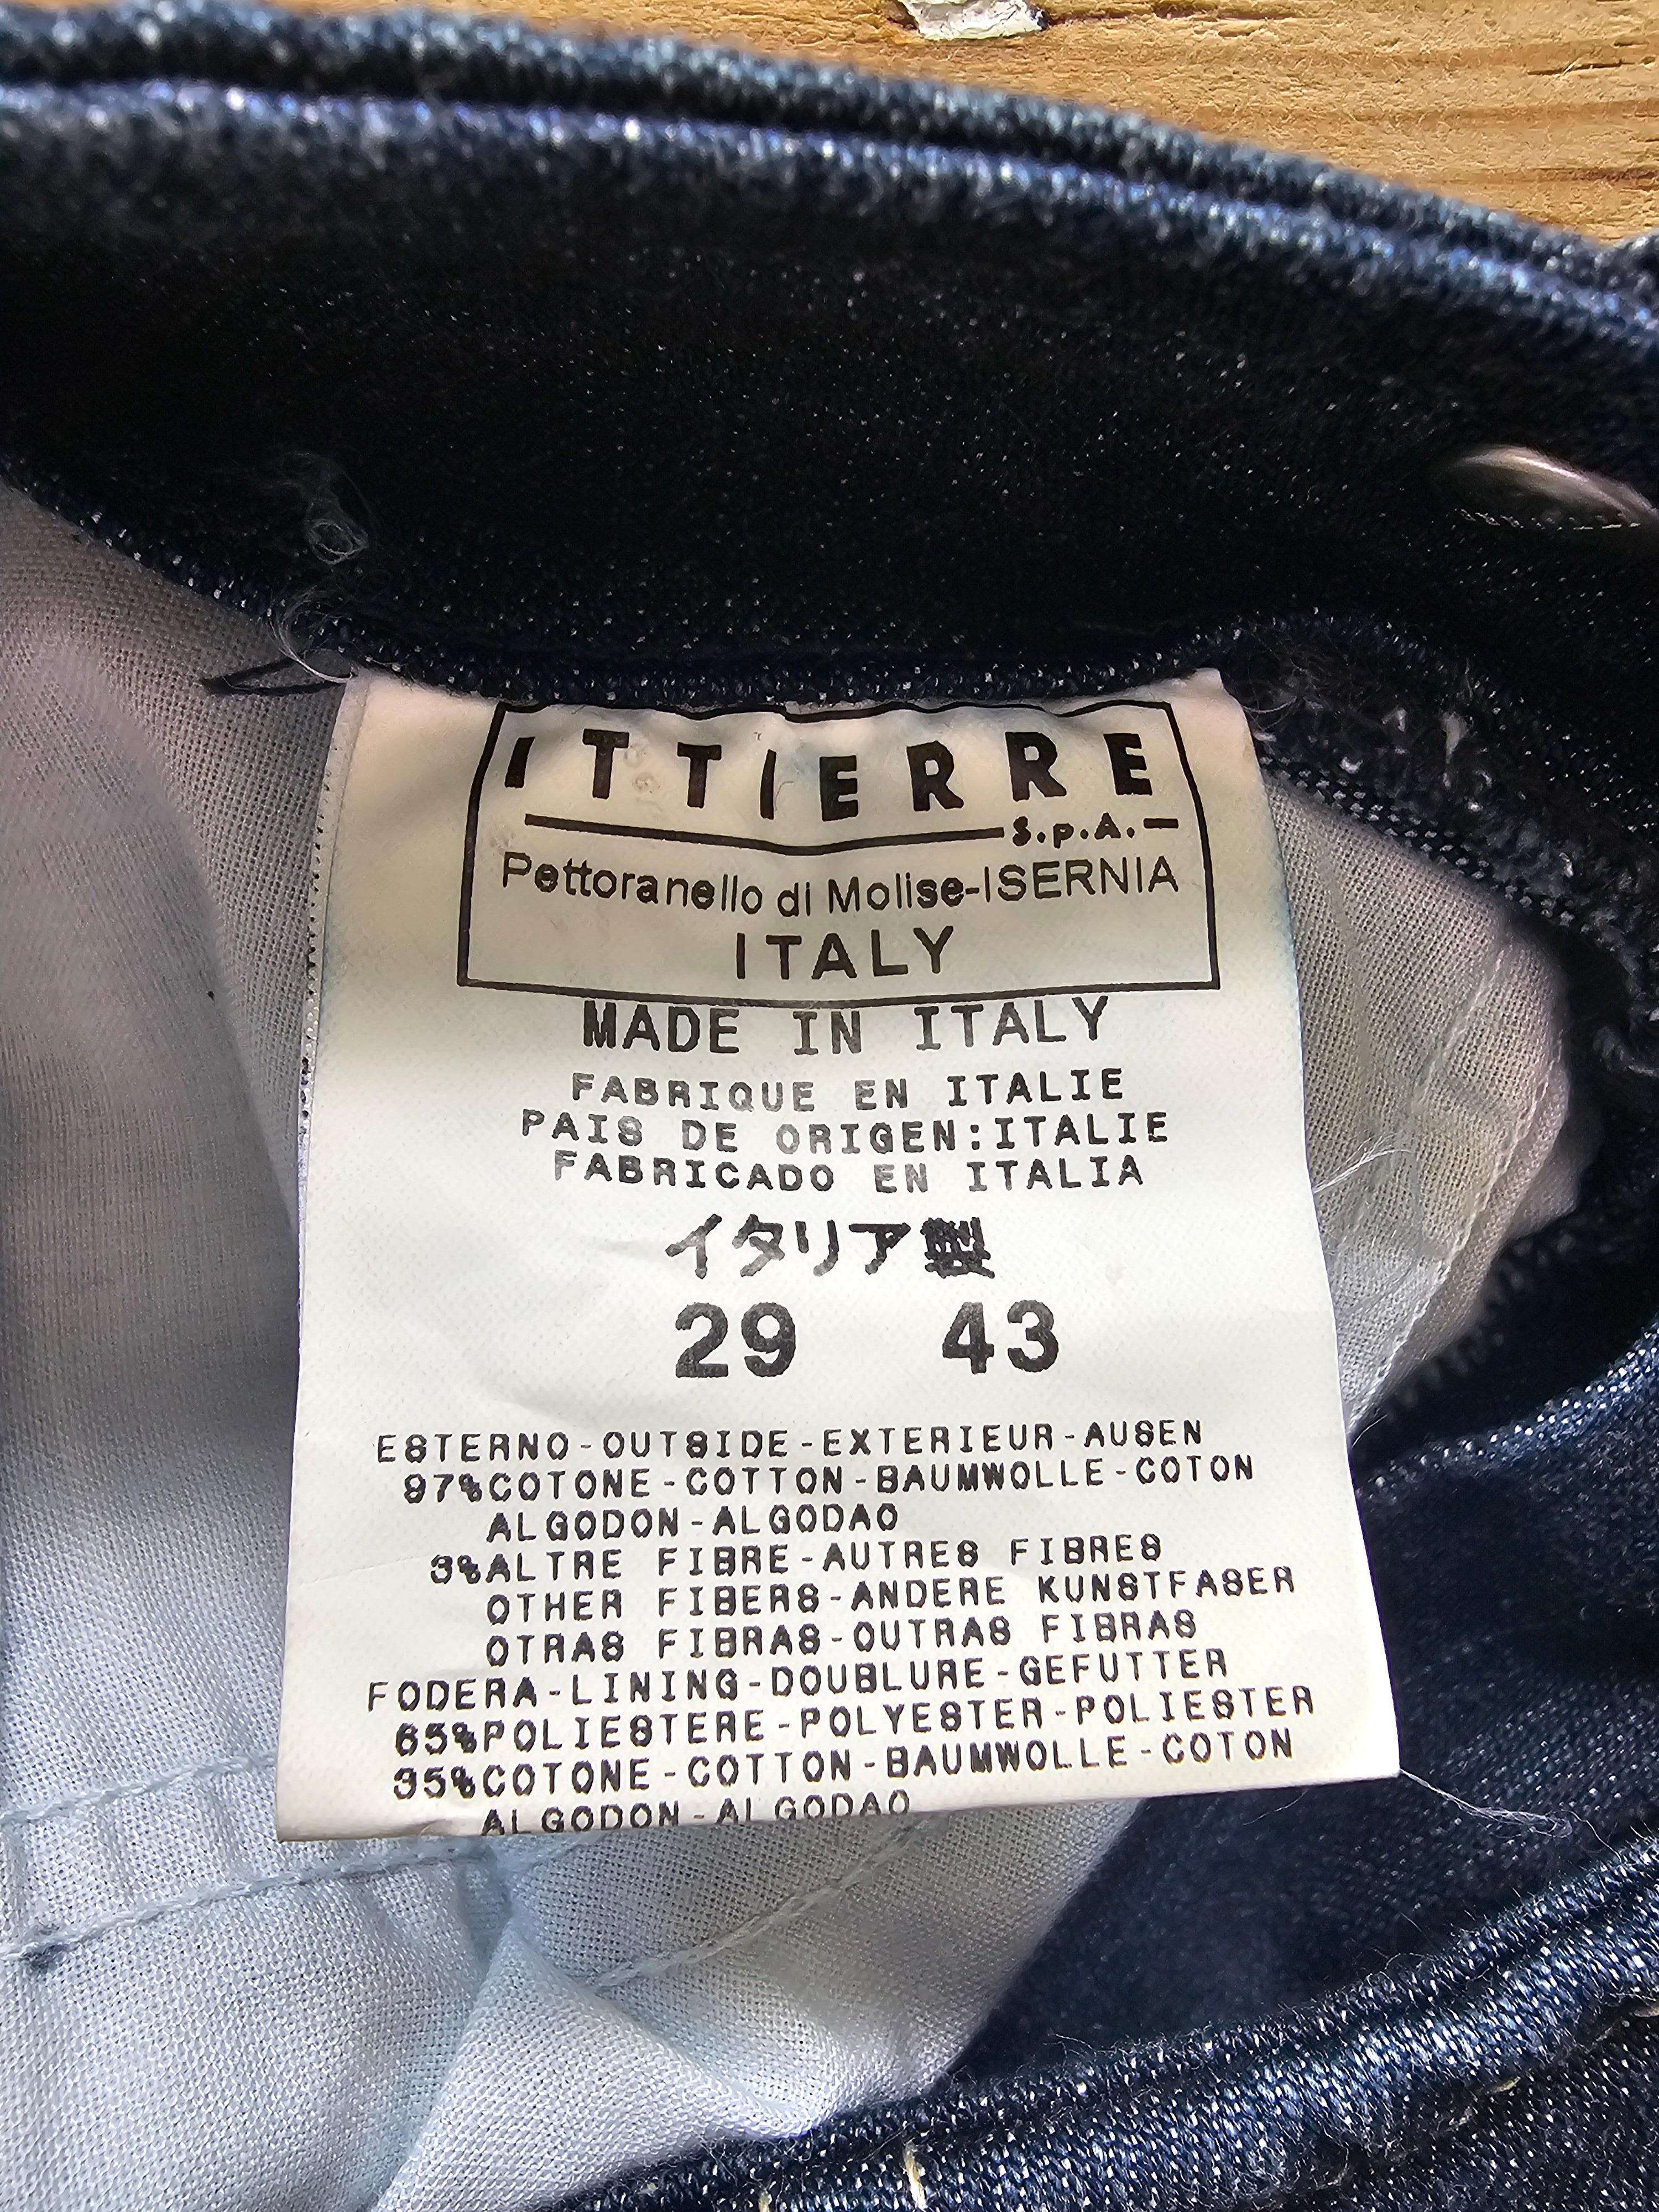 ITTIERRE
S.p.A.
Pettoranello di Molise-ISERNIA
ITALY
MADE IN ITALY
FABRIQUE EN ITALIE
PAIS DE ORIGEN:ITALIE
FABRICADO EN ITALIA
イタリア製
29 43
ESTERNO-OUTSIDE-EXTERIEUR-AUSEN
97%COTONE-COTTON-BAUMWOLLE-COTON
ALGODON-ALGODAO
3%ALTRE FIBRE-AUTRES FIBRES
OTHER FIBERS-ANDERE KUNSTFASER
OTRAS FIBRAS-OUTRAS FIBRAS
FODERA-LINING-DOUBLURE-GEFUTTER
65%POLIESTERE-POLYESTER-POLIESTER
35%COTONE-COTTON-BAUMWOLLE-COTON
ALGODON-ALGODAO